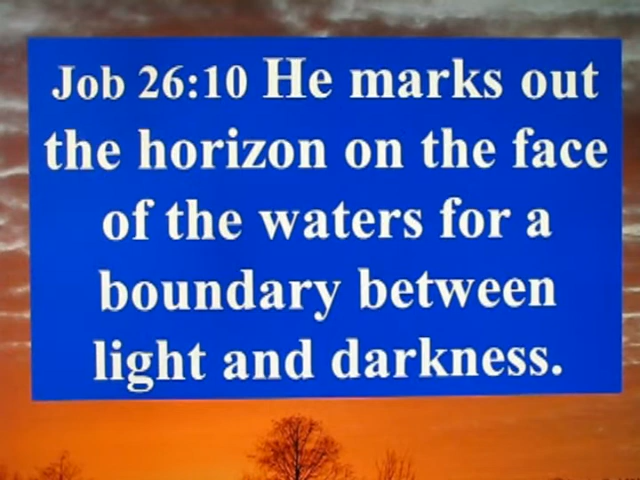 Job 26:10 He marks out
the horizon on the face
of the waters for a
boundary between
light and darkness.